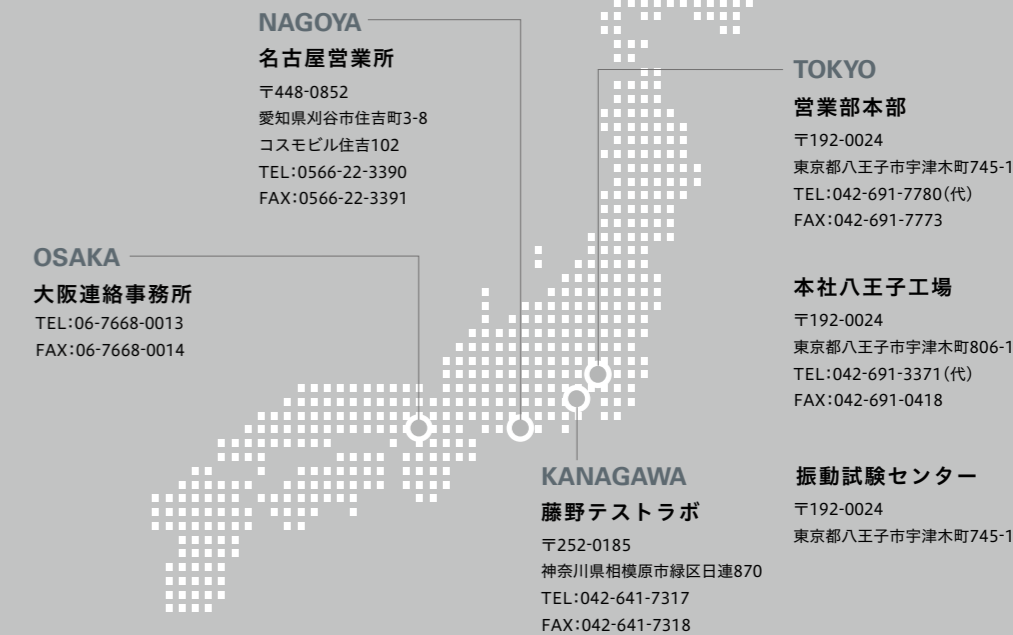 NAGOYA
名古屋営業所
〒448-0852
愛知県刈谷市住吉町3-8
コスモビル住吉102
TEL:0566-22-3390
FAX:0566-22-3391
TOKYO
営業部本部
〒192-0024
東京都八王子市宇津木町745-1
TEL:042-691-7780(代)
FAX:042-691-7773
本社八王子工場
〒192-0024
東京都八王子市宇津木町806-1
TEL:042-691-3371(代)
FAX:042-691-0418
振動試験センター
〒192-0024
東京都八王子市宇津木町745-1
OSAKA
大阪連絡事務所
TEL:06-7668-0013
FAX:06-7668-0014
KANAGAWA
藤野テストラボ
〒252-0185
神奈川県相模原市緑区日連870
TEL:042-641-7317
FAX:042-641-7318